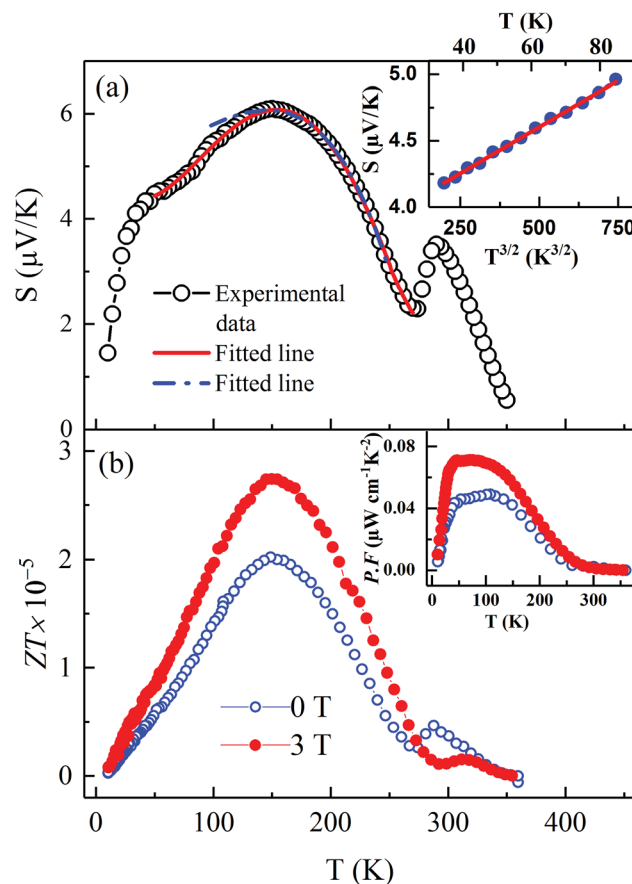 T (K)
40 60 80
(a)
6
4
2
0
S (μV/K)
5.0
4.5
4.0
S (μV/K)
250 500 750
T^{3/2} (K^{3/2})
Experimental
data
Fitted line
Fitted line
(b)
3
2
1
0
ZT× 10^{−5}
0.08
0.04
0.00
P.F (μW cm^{-1}K^{-2})
0 100 200 300
T (K)
0 T
3 T
0 100 200 300 400
T (K)